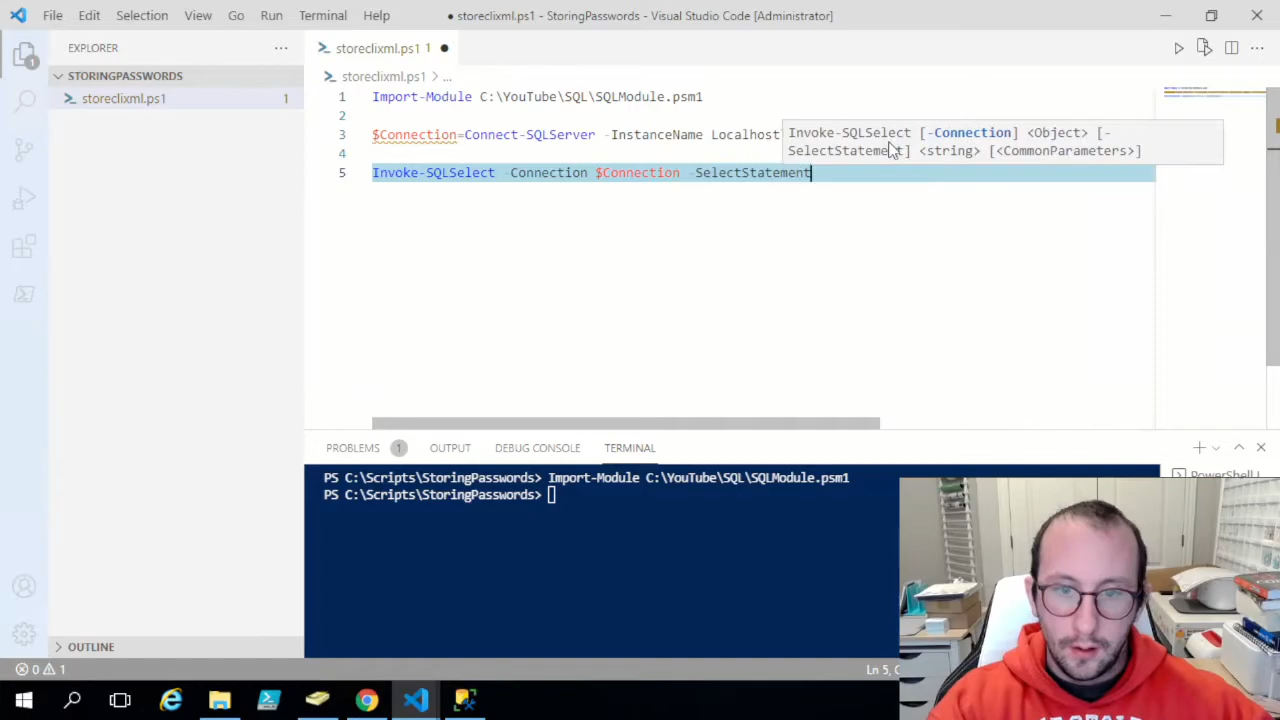 File Edit Selection View Go Run Terminal Help
● storeclixml.ps1 - StoringPasswords - Visual Studio Code [Administrator]
EXPLORER
storeclixml.ps1 1
STORINGPASSWORDS
storeclixml.ps1 > ...
storeclixml.ps1 1
1 Import-Module C:\YouTube\SQL\SQLModule.psm1
2
3 $Connection=Connect-SQLServer -InstanceName Localhost
Invoke-SQLSelect [-Connection] <Object> [-
SelectStatement] <string> [<CommonParameters>]
4
5 Invoke-SQLSelect -Connection $Connection -SelectStatement
PROBLEMS 1 OUTPUT DEBUG CONSOLE TERMINAL
PS C:\Scripts\StoringPasswords> Import-Module C:\YouTube\SQL\SQLModule.psm1
PS C:\Scripts\StoringPasswords>
OUTLINE
0 1
Ln 5,